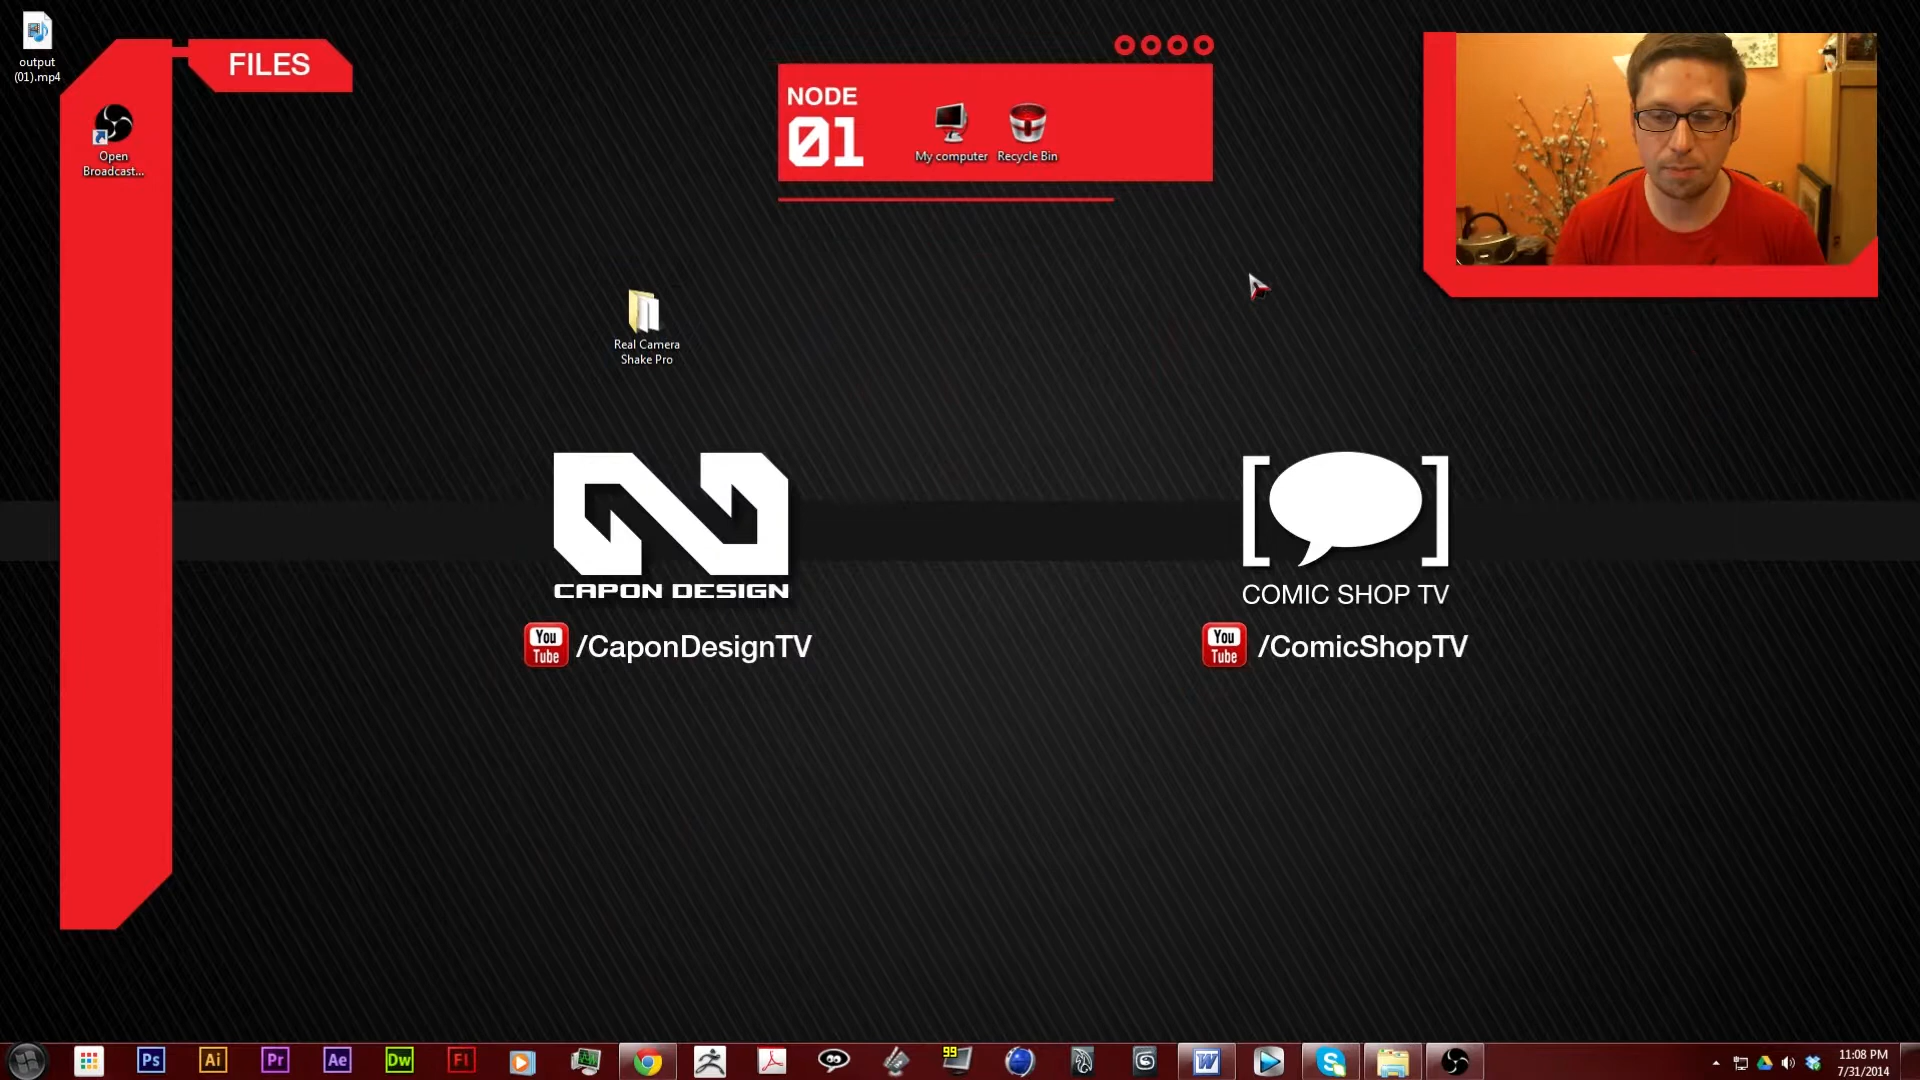 output
(01).mp4
FILES
Open
Broadcast...
NODE
01
My computer
Recycle Bin
Real Camera
Shake Pro
CAPON DESIGN
You
Tube
/CaponDesignTV
[ ]
COMIC SHOP TV
You
Tube
/ComicShopTV
Ps
Ai
Pr
Ae
Dw
Fl
99
W
S
11:08 PM
7/31/2014